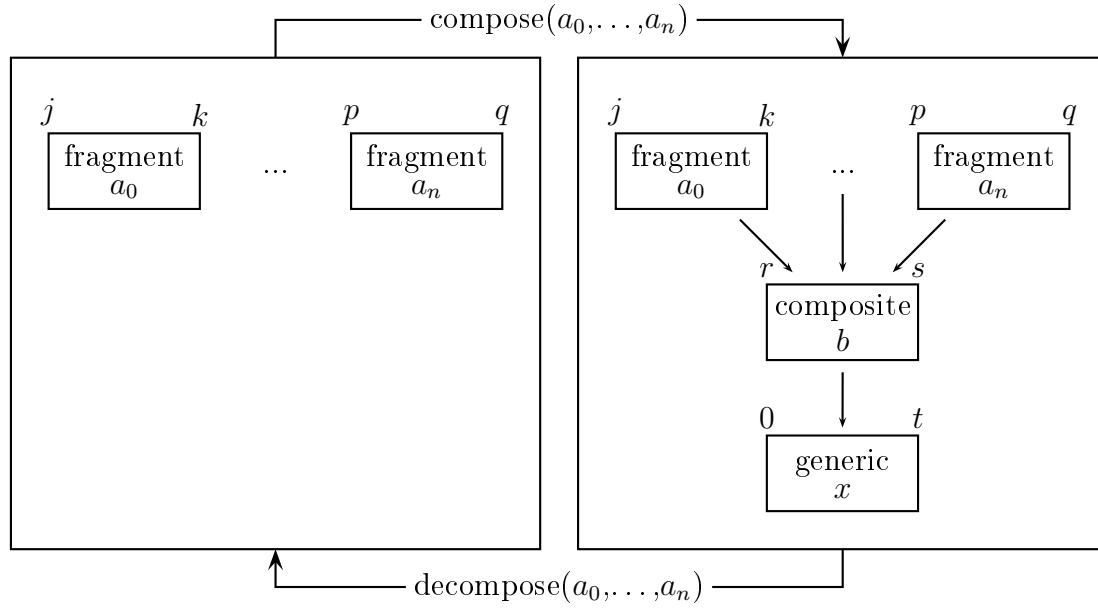 compose(a₀,...,aₙ)
j k p q j k p q
fragment ... fragment fragment ... fragment
a₀ aₙ a₀ aₙ
r s
composite
b
0 t
generic
x
decompose(a₀,...,aₙ)